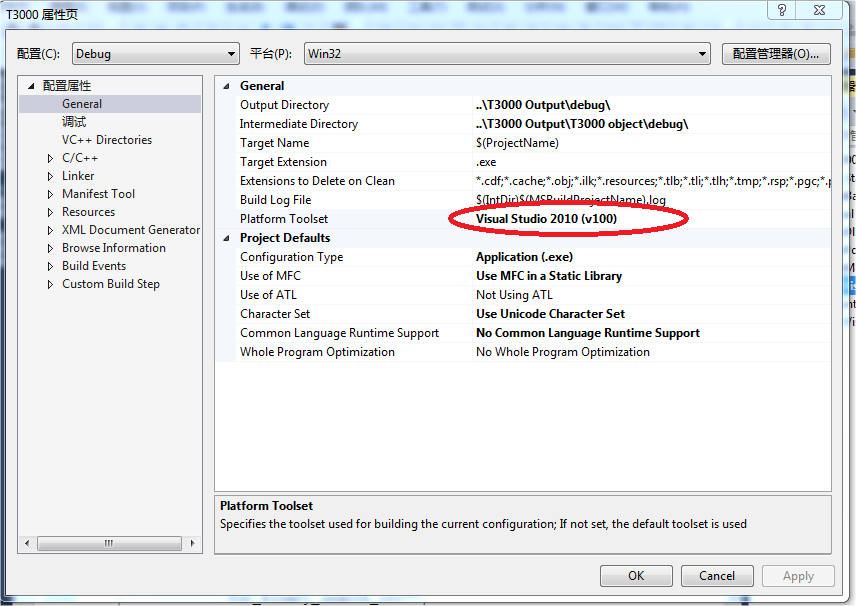 T3000 属性页
配置(C): Debug 平台(P): Win32 配置管理器(O)...
配置属性
General
调试
VC++ Directories
C/C++
Linker
Manifest Tool
Resources
XML Document Generator
Browse Information
Build Events
Custom Build Step
General
Output Directory ..\T3000 Output\debug\
Intermediate Directory ..\T3000 Output\T3000 object\debug\
Target Name $(ProjectName)
Target Extension .exe
Extensions to Delete on Clean *.cdf;*.cache;*.obj;*.ilk;*.resources;*.tlb;*.tli;*.tlh;*.tmp;*.rsp;*.pgc;*.p
Build Log File $(IntDir)$(MSBuildProjectName).log
Platform Toolset Visual Studio 2010 (v100)
Project Defaults
Configuration Type Application (.exe)
Use of MFC Use MFC in a Static Library
Use of ATL Not Using ATL
Character Set Use Unicode Character Set
Common Language Runtime Support No Common Language Runtime Support
Whole Program Optimization No Whole Program Optimization
Platform Toolset
Specifies the toolset used for building the current configuration; If not set, the default toolset is used
OK Cancel Apply